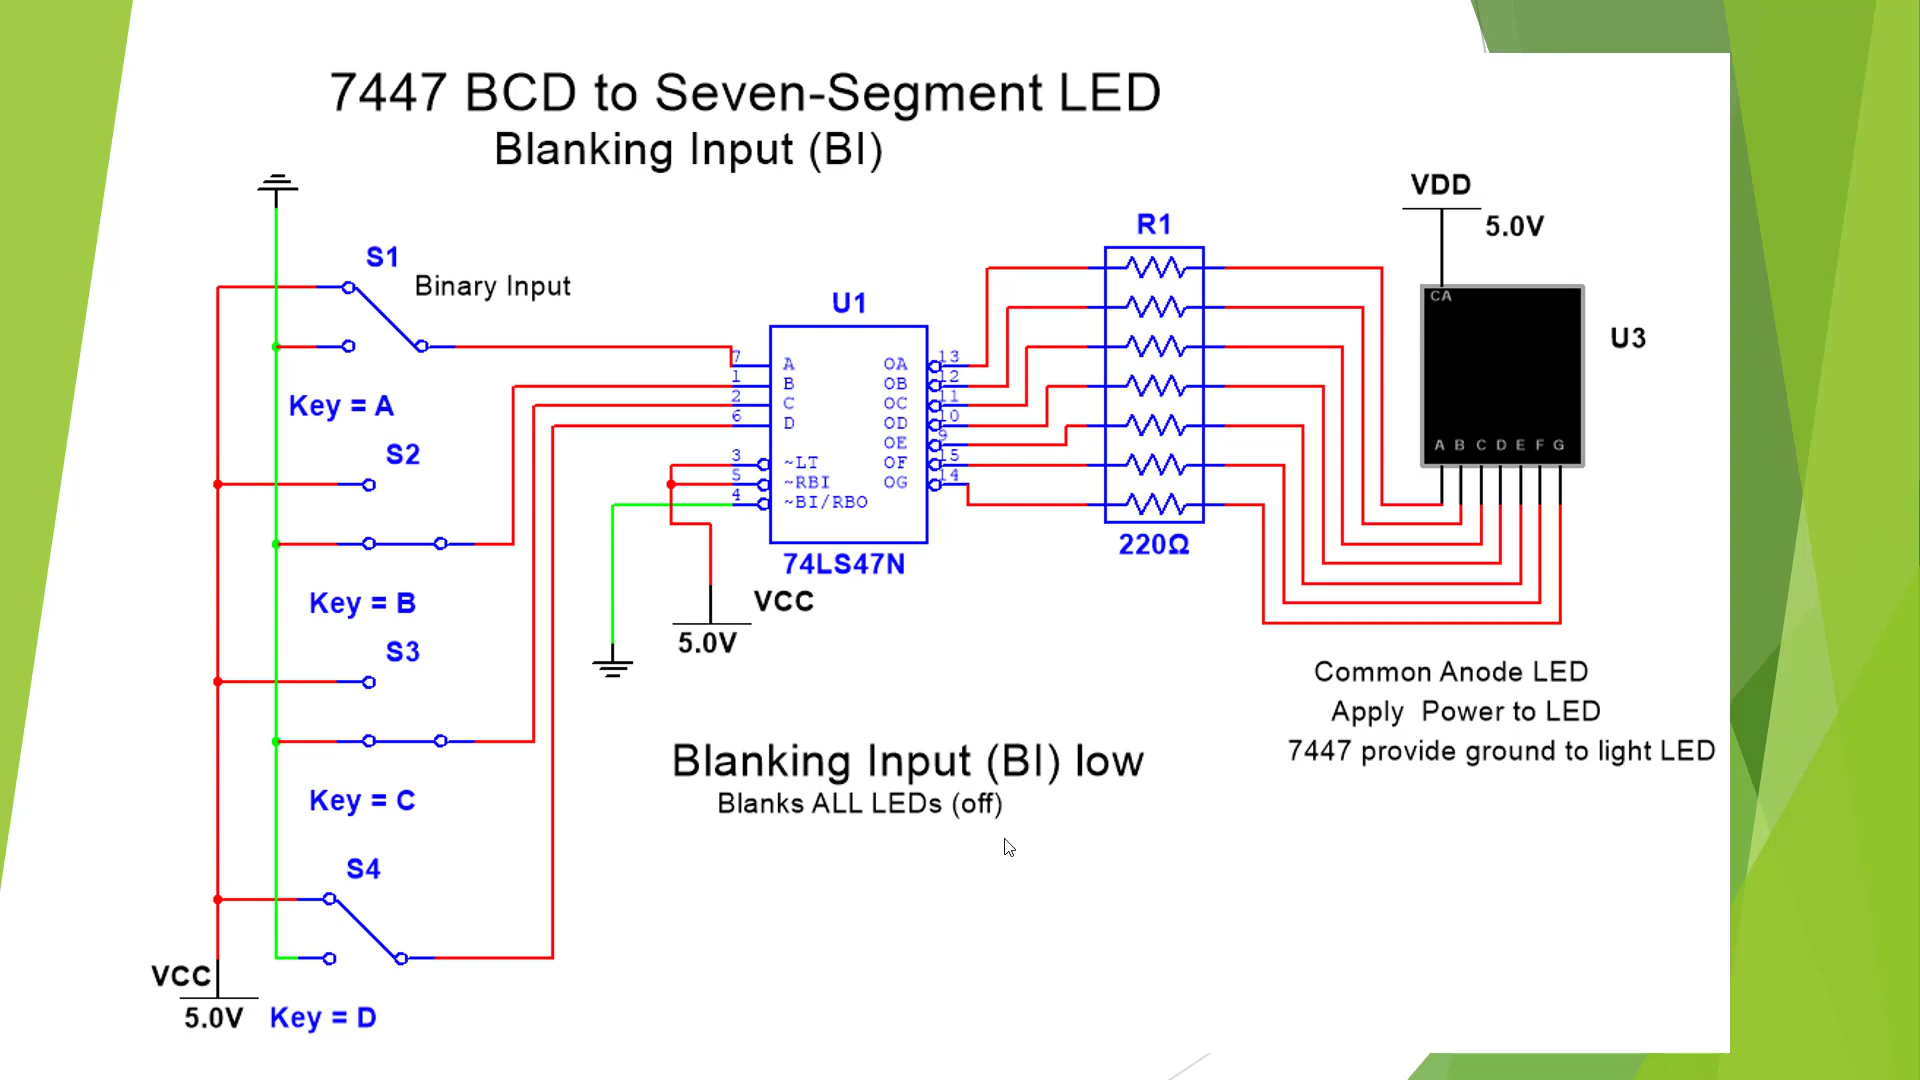 7447 BCD to Seven-Segment LED
Blanking Input (BI)
VDD
5.0V
R1
S1
Binary Input
U1
CA
U3
7 A OA 13
1 B OB 12
2 C OC 11
6 D OD 10
OE 9
3 ~LT OF 15
5 ~RBI OG 14
4 ~BI/RBO
A B C D E F G
Key = A
S2
220Ω
74LS47N
VCC
5.0V
Key = B
S3
Common Anode LED
Apply Power to LED
7447 provide ground to light LED
Blanking Input (BI) low
Blanks ALL LEDs (off)
Key = C
S4
VCC
5.0V
Key = D